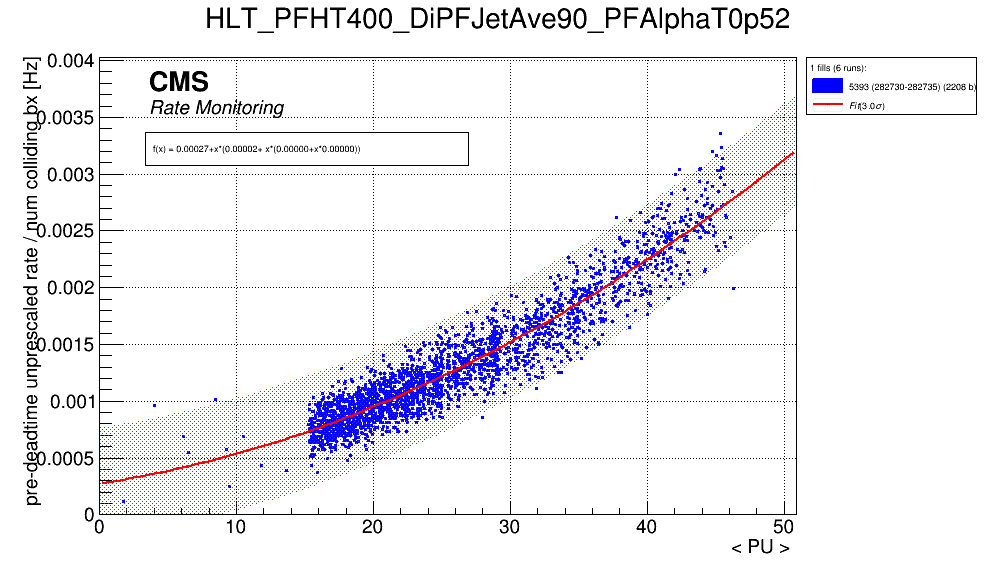 HLT_PFHT400_DiPFJetAve90_PFAlphaT0p52
pre-deadtime unprescaled rate / num colliding bx [Hz]
0.004
0.0035
0.003
0.0025
0.002
0.0015
0.001
0.0005
0
CMS
Rate Monitoring
f(x) = 0.00027+x*(0.00002+ x*(0.00000+x*0.00000))
1 fills (6 runs):
5393 (282730-282735) (2208 b)
Fit(3.0σ)
0 10 20 30 40 50
< PU >